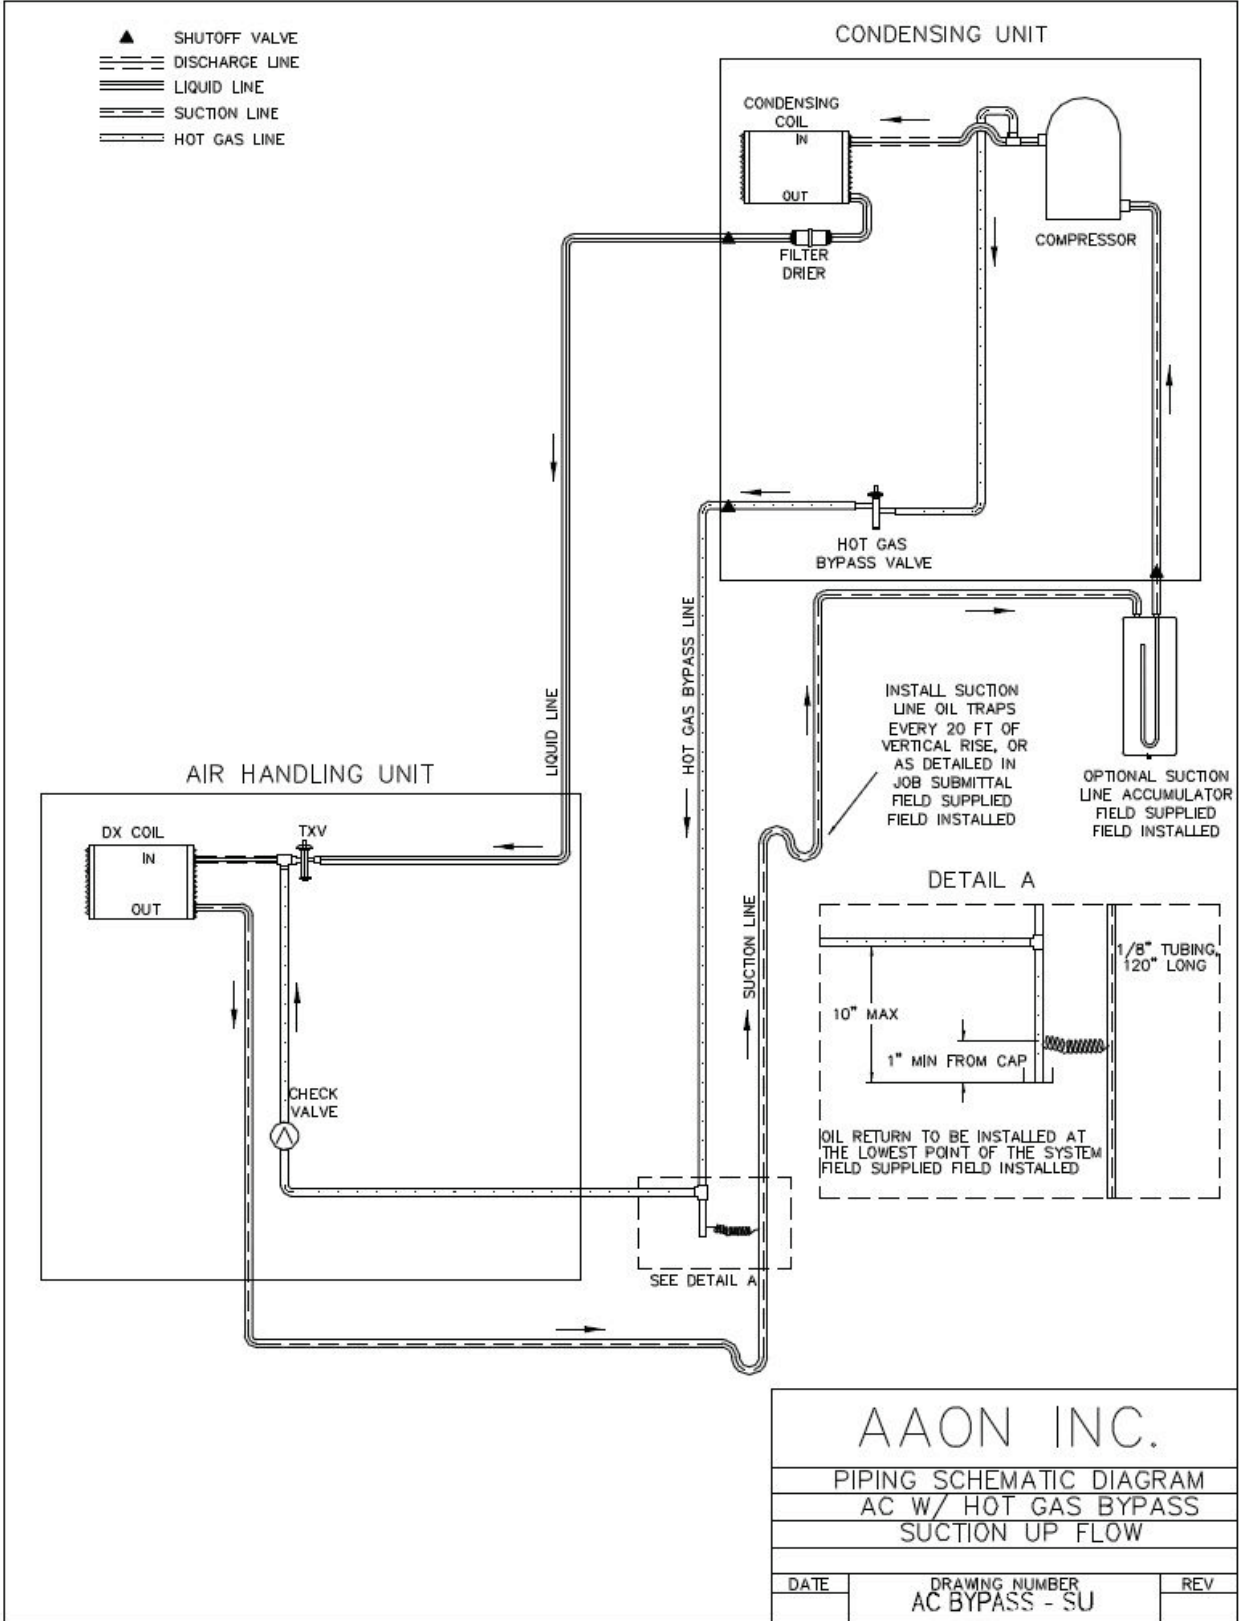 SHUTOFF VALVE
DISCHARGE LINE
LIQUID LINE
SUCTION LINE
HOT GAS LINE
CONDENSING UNIT
CONDENSING
COIL
IN
OUT
FILTER
DRIER
COMPRESSOR
HOT GAS
BYPASS VALVE
LIQUID LINE
HOT GAS BYPASS LINE
SUCTION LINE
INSTALL SUCTION
LINE OIL TRAPS
EVERY 20 FT OF
VERTICAL RISE, OR
AS DETAILED IN
JOB SUBMITTAL
FIELD SUPPLIED
FIELD INSTALLED
OPTIONAL SUCTION
LINE ACCUMULATOR
FIELD SUPPLIED
FIELD INSTALLED
AIR HANDLING UNIT
DX COIL
IN
OUT
TXV
CHECK
VALVE
SEE DETAIL A
DETAIL A
1/8" TUBING,
120" LONG
10" MAX
1" MIN FROM CAP
OIL RETURN TO BE INSTALLED AT
THE LOWEST POINT OF THE SYSTEM
FIELD SUPPLIED FIELD INSTALLED
AAON INC.
PIPING SCHEMATIC DIAGRAM
AC W/ HOT GAS BYPASS
SUCTION UP FLOW
DATE
DRAWING NUMBER
AC BYPASS - SU
REV